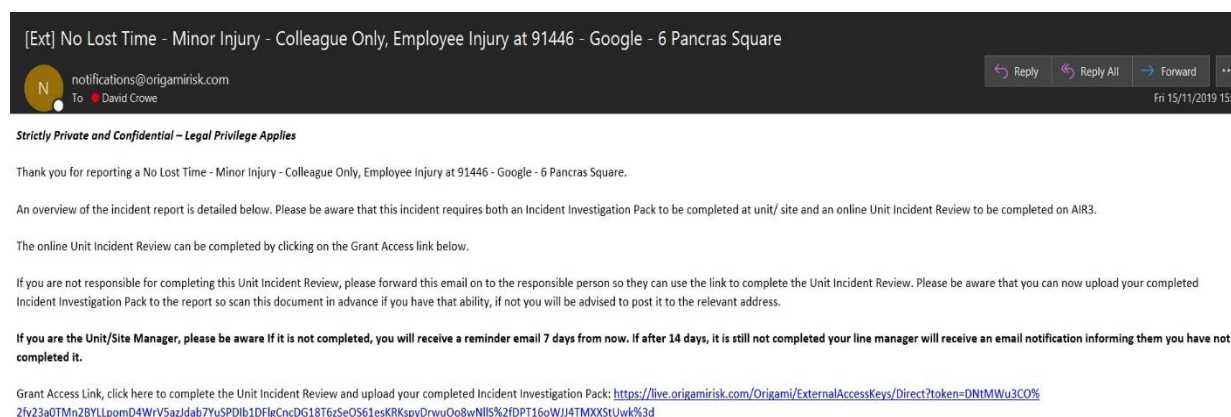 [Ext] No Lost Time - Minor Injury - Colleague Only, Employee Injury at 91446 - Google - 6 Pancras Square
N
notifications@origamirisk.com
To David Crowe
Reply Reply All Forward
Fri 15/11/2019 15:
Strictly Private and Confidential – Legal Privilege Applies
Thank you for reporting a No Lost Time - Minor Injury - Colleague Only, Employee Injury at 91446 - Google - 6 Pancras Square.
An overview of the incident report is detailed below. Please be aware that this incident requires both an Incident Investigation Pack to be completed at unit/ site and an online Unit Incident Review to be completed on AIR3.
The online Unit Incident Review can be completed by clicking on the Grant Access link below.
If you are not responsible for completing this Unit Incident Review, please forward this email on to the responsible person so they can use the link to complete the Unit Incident Review. Please be aware that you can now upload your completed
Incident Investigation Pack to the report so scan this document in advance if you have that ability, if not you will be advised to post it to the relevant address.
If you are the Unit/Site Manager, please be aware If it is not completed, you will receive a reminder email 7 days from now. If after 14 days, it is still not completed your line manager will receive an email notification informing them you have not
completed it.
Grant Access Link, click here to complete the Unit Incident Review and upload your completed Incident Investigation Pack: